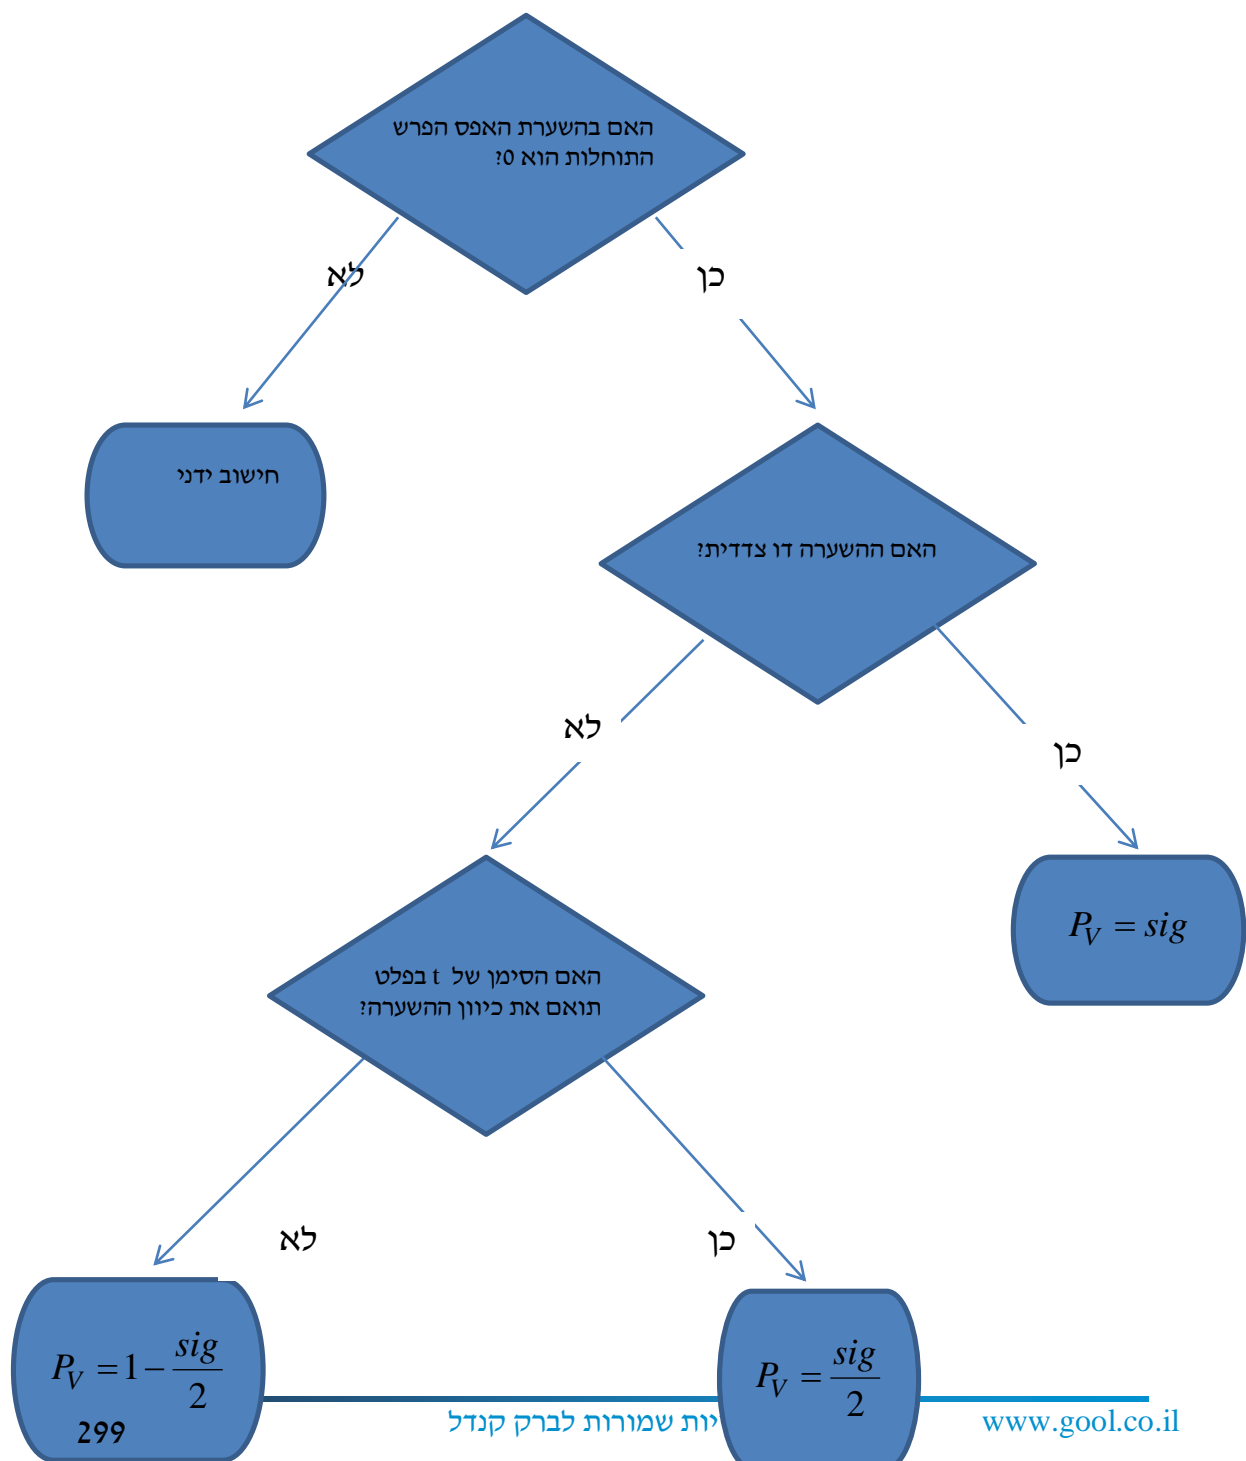 האם בהשערת האפס הפרש
התוחלות הוא 0?
לא
כן
חישוב ידני
האם ההשערה דו צדדית?
לא
כן
P_V = sig
האם הסימן של t בפלט
תואם את כיוון ההשערה?
לא
כן
P_V = 1 − sig/2
P_V = sig/2
299
יות שמורות לברק קנדל
www.gool.co.il